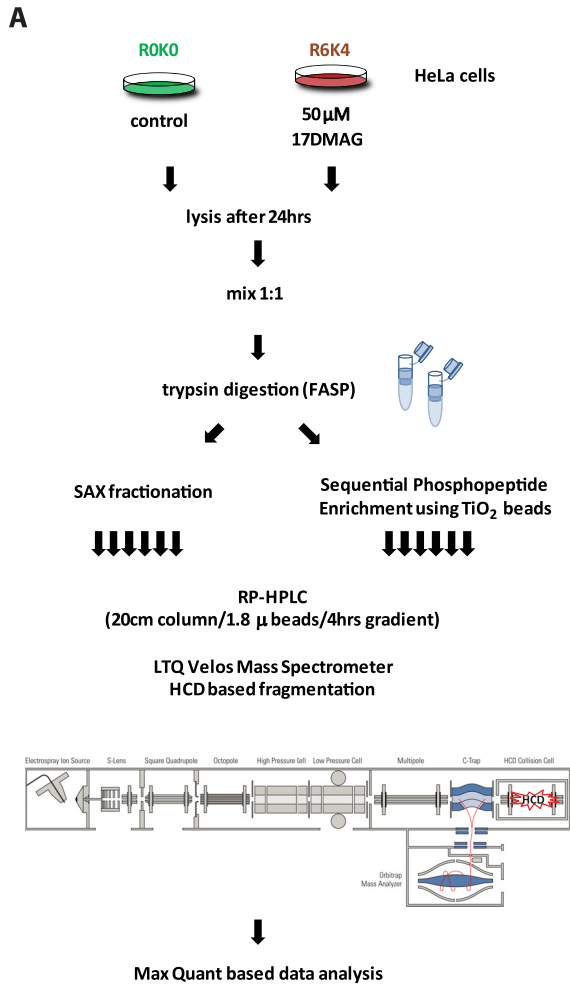 A
R0K0
R6K4
HeLa cells
control
50 µM
17DMAG
lysis after 24hrs
mix 1:1
trypsin digestion (FASP)
SAX fractionation
Sequential Phosphopeptide
Enrichment using TiO2 beads
RP-HPLC
(20cm column/1.8 µ beads/4hrs gradient)
LTQ Velos Mass Spectrometer
HCD based fragmentation
Electrospray Ion Source
S-Lens
Square Quadrupole
Octopole
High Pressure Cell
Low Pressure Cell
Multipole
C-Trap
HCD Collision Cell
HCD
Orbitrap
Mass Analyzer
Max Quant based data analysis